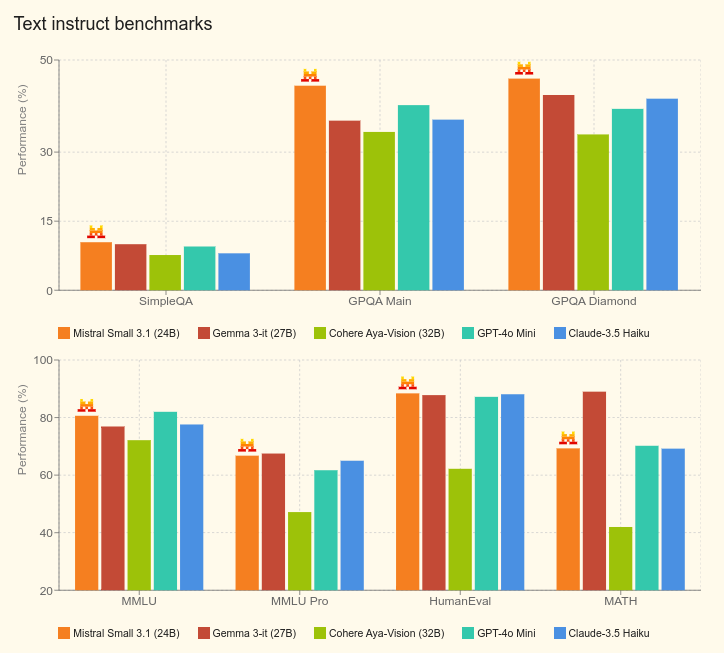 Text instruct benchmarks
Performance (%)
50
30
15
0
SimpleQA GPQA Main GPQA Diamond
Mistral Small 3.1 (24B) Gemma 3-it (27B) Cohere Aya-Vision (32B) GPT-4o Mini Claude-3.5 Haiku
Performance (%)
100
80
60
40
20
MMLU MMLU Pro HumanEval MATH
Mistral Small 3.1 (24B) Gemma 3-it (27B) Cohere Aya-Vision (32B) GPT-4o Mini Claude-3.5 Haiku